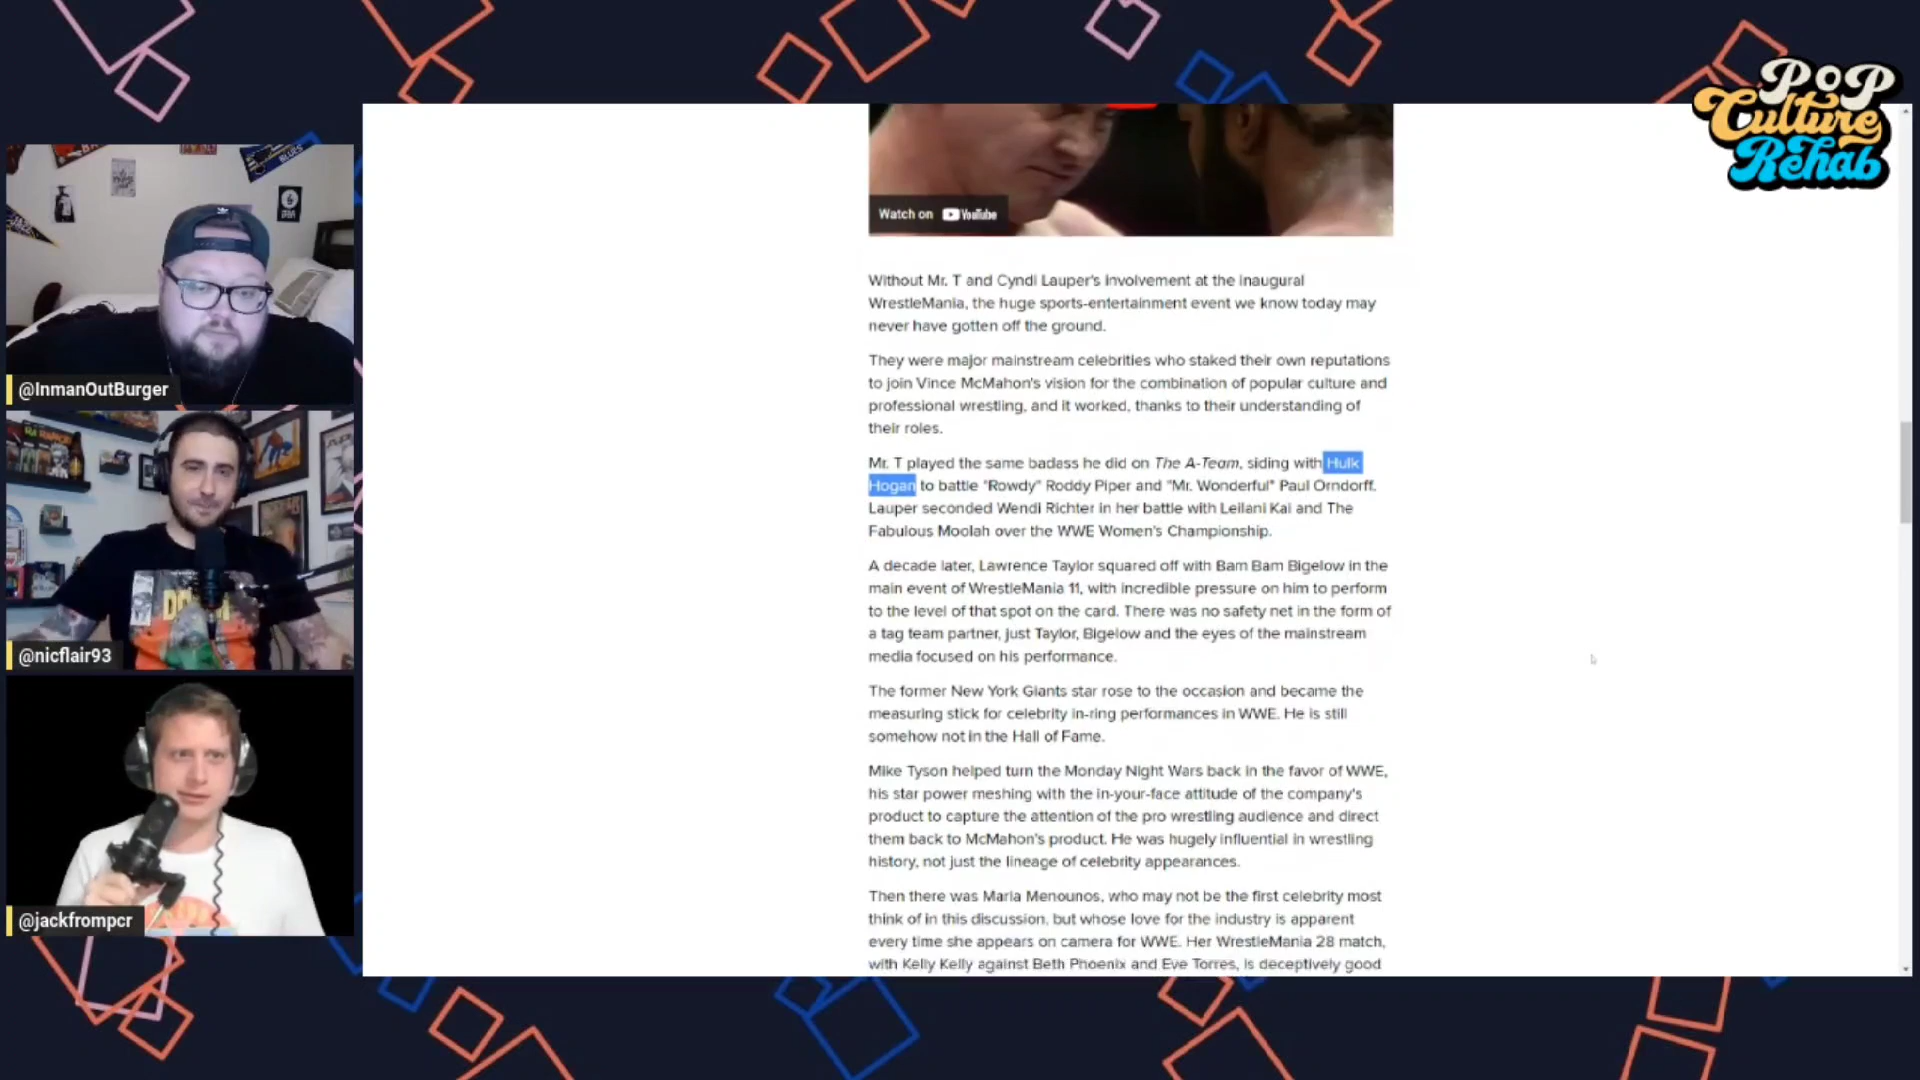 POP
Culture
Rehab
BLUES
Watch on YouTube
Without Mr. T and Cyndi Lauper's involvement at the inaugural
WrestleMania, the huge sports-entertainment event we know today may
never have gotten off the ground.
They were major mainstream celebrities who staked their own reputations
to join Vince McMahon's vision for the combination of popular culture and
professional wrestling, and it worked, thanks to their understanding of
their roles.
Mr. T played the same badass he did on The A-Team, siding with Hulk
Hogan to battle "Rowdy" Roddy Piper and "Mr. Wonderful" Paul Orndorff.
Lauper seconded Wendi Richter in her battle with Leilani Kai and The
Fabulous Moolah over the WWE Women's Championship.
A decade later, Lawrence Taylor squared off with Bam Bam Bigelow in the
main event of WrestleMania 11, with incredible pressure on him to perform
to the level of that spot on the card. There was no safety net in the form of
a tag team partner, just Taylor, Bigelow and the eyes of the mainstream
media focused on his performance.
The former New York Giants star rose to the occasion and became the
measuring stick for celebrity in-ring performances in WWE. He is still
somehow not in the Hall of Fame.
Mike Tyson helped turn the Monday Night Wars back in the favor of WWE,
his star power meshing with the in-your-face attitude of the company's
product to capture the attention of the pro wrestling audience and direct
them back to McMahon's product. He was hugely influential in wrestling
history, not just the lineage of celebrity appearances.
Then there was Maria Menounos, who may not be the first celebrity most
think of in this discussion, but whose love for the industry is apparent
every time she appears on camera for WWE. Her WrestleMania 28 match,
with Kelly Kelly against Beth Phoenix and Eve Torres, is deceptively good
@InmanOutBurger
@nicflair93
@jackfrompcr